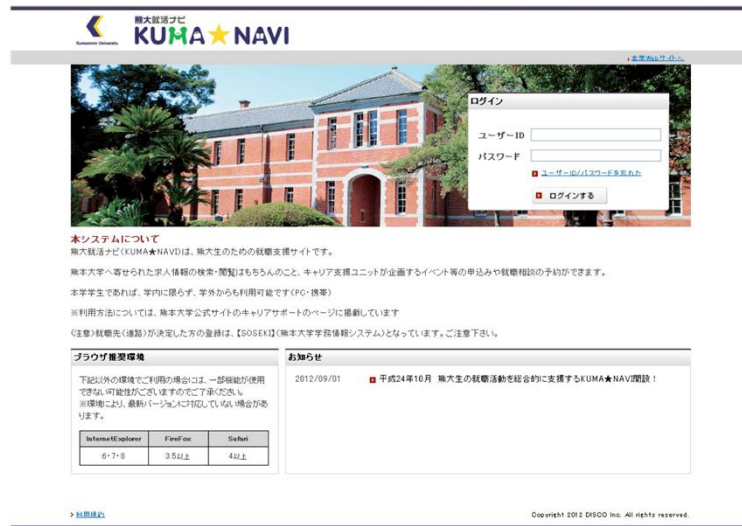 熊大就活ナビ
KUMA★NAVI
Kumamoto University
本学Webサイトへ
ログイン
ユーザーID
パスワード
ユーザーID/パスワードを忘れた
ログインする
本システムについて
熊大就活ナビ(KUMA★NAVI)は、熊大生のための就職支援サイトです。
熊本大学へ寄せられた求人情報の検索・閲覧はもちろんのこと、キャリア支援ユニットが企画するイベント等の申込みや就職相談の予約ができます。
本学学生であれば、学内に限らず、学外からも利用可能です(PC・携帯)
※利用方法については、熊本大学公式サイトのキャリアサポートのページに掲載しています
(注意)就職先(進路)が決定した方の登録は、【SOSEKI】(熊本大学学務情報システム)となっています。ご注意下さい。
ブラウザ推奨環境
下記以外の環境でご利用の場合には、一部機能が使用
できない可能性がございますのでご了承ください。
※環境により、最新バージョンに対応していない場合があ
ります。
InternetExplorer FireFox Safari
6・7・8 3.5以上 4以上
お知らせ
2012/09/01 平成24年10月 熊大生の就職活動を総合的に支援するKUMA★NAVI開設！
利用規約
Copyright 2012 DISCO Inc. All rights reserved.